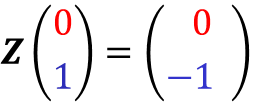 Z ( 0 ) = ( 0 )
  ( 1 )   ( −1 )